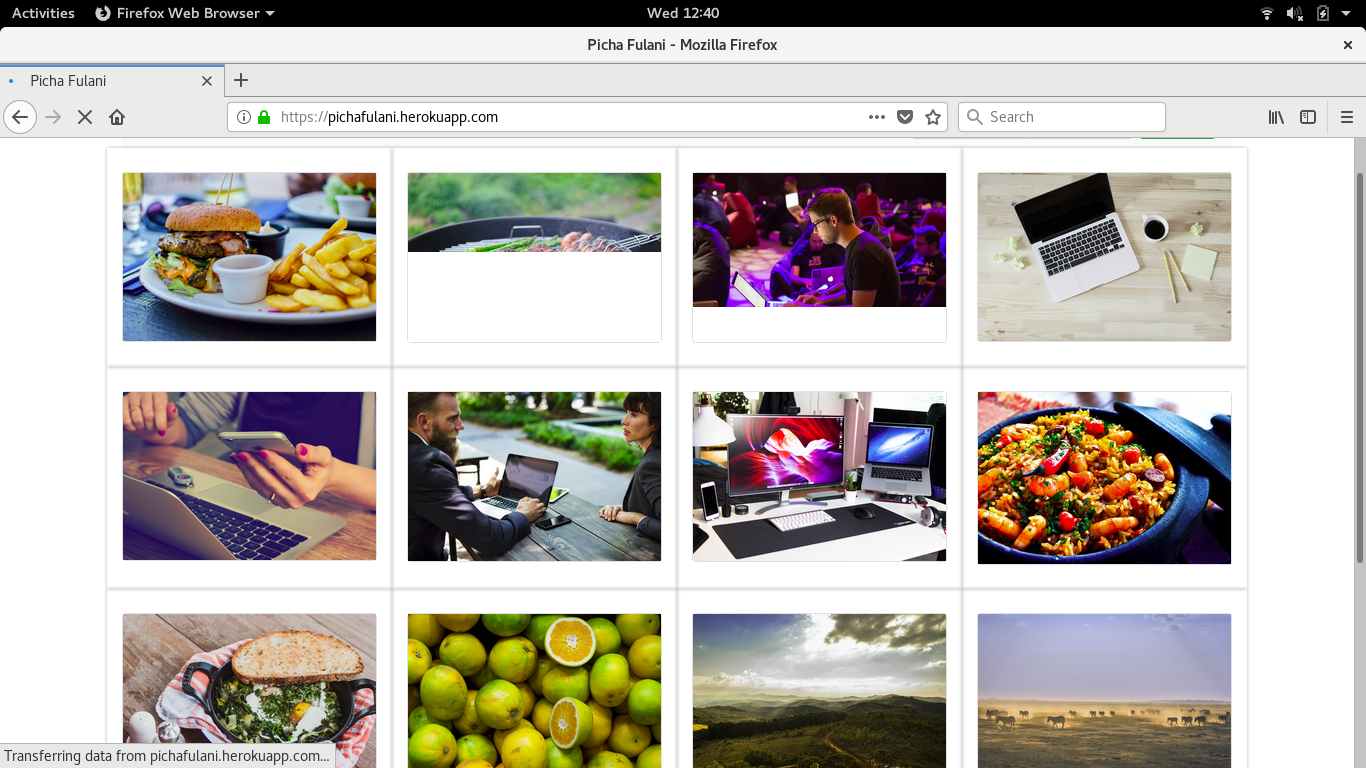 Activities
Firefox Web Browser
Wed 12:40
Picha Fulani - Mozilla Firefox
Picha Fulani
https://pichafulani.herokuapp.com
Search
Transferring data from pichafulani.herokuapp.com...